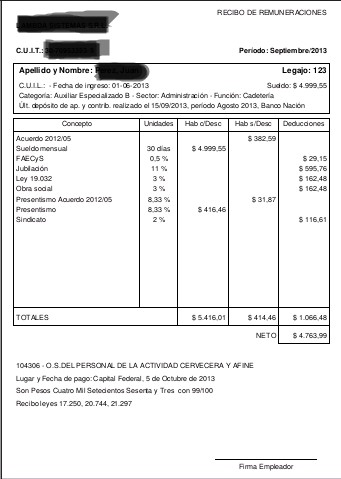 RECIBO DE REMUNERACIONES
C.U.I.T.:
Período: Septiembre/2013
Apellido y Nombre:
Legajo: 123
C.U.I.L.: - Fecha de ingreso: 01-06-2013 Sueldo: $ 4.999,55
Categoria: Auxiliar Especializado B - Sector: Administración - Función: Cadetería
Últ. depósito de ap. y contrib. realizado el 15/09/2013, período Agosto 2013, Banco Nación
Concepto Unidades Hab c/Desc Hab s/Desc Deducciones
Acuerdo 2012/05 $ 382,59
Sueldo mensual 30 días $ 4.999,55
FAECyS 0,5 % $ 29,15
Jubilación 11 % $ 595,76
Ley 19.032 3 % $ 162,48
Obra social 3 % $ 162,48
Presentismo Acuerdo 2012/05 8,33 % $ 31,87
Presentismo 8,33 % $ 416,46
Sindicato 2 % $ 116,61
TOTALES $ 5.416,01 $ 414,46 $ 1.066,48
NETO $ 4.763,99
104306 - O.S.DEL PERSONAL DE LA ACTIVIDAD CERVECERA Y AFINE
Lugar y Fecha de pago: Capital Federal, 5 de Octubre de 2013
Son Pesos Cuatro Mil Setecientos Sesenta y Tres con 99/100
Recibo leyes 17.250, 20.744, 21.297
Firma Empleador